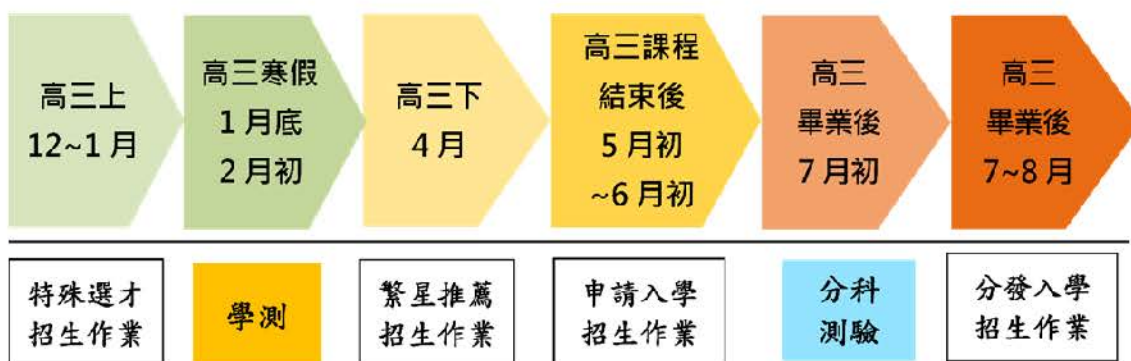 高三上
12~1月
高三寒假
1月底
2月初
高三下
4月
高三課程
結束後
5月初
~6月初
高三
畢業後
7月初
高三
畢業後
7~8月
特殊選才
招生作業
學測
繁星推薦
招生作業
申請入學
招生作業
分科
測驗
分發入學
招生作業